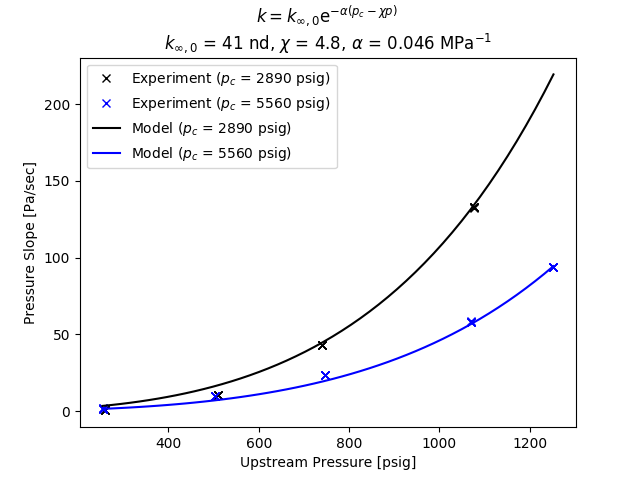 k = k∞,0e−α(pc − χp)
k∞,0 = 41 nd, χ = 4.8, α = 0.046 MPa−1
Experiment (pc = 2890 psig)
Experiment (pc = 5560 psig)
Model (pc = 2890 psig)
Model (pc = 5560 psig)
Pressure Slope [Pa/sec]
200
150
100
50
0
400 600 800 1000 1200
Upstream Pressure [psig]